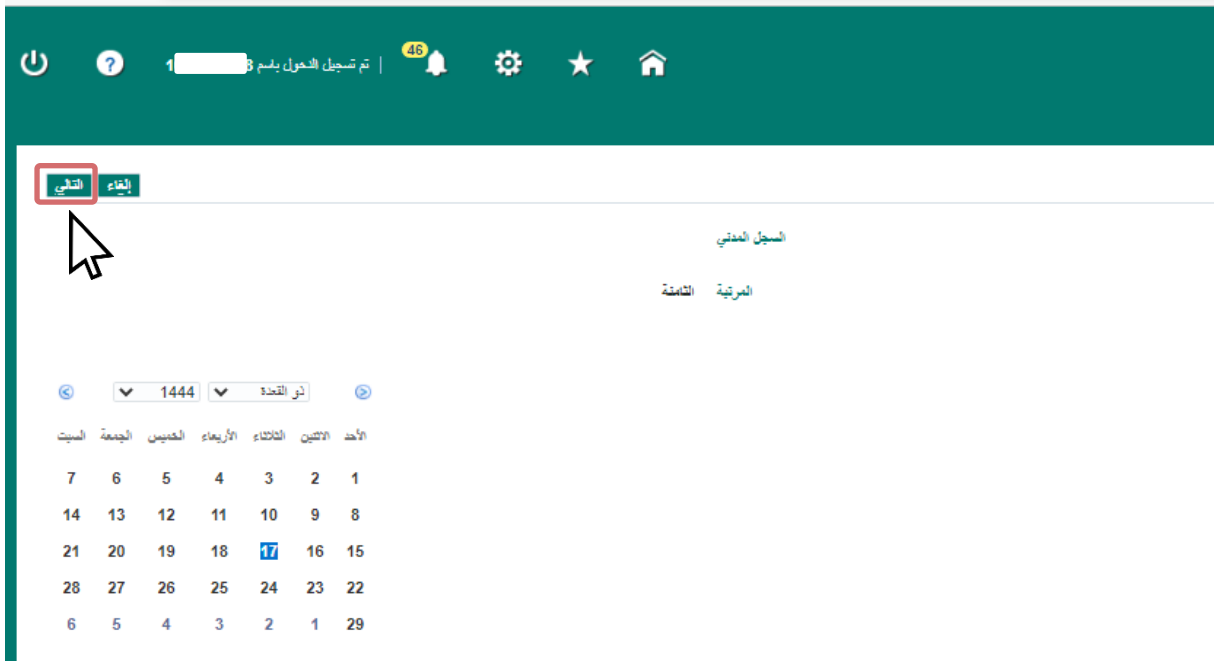 46
تم تسجيل الدخول باسم 8 1
?
إلغاء التالي
السجل المدني
المرتبة الثامنة
ذو القعدة 1444
الأحد الاثنين الثلاثاء الأربعاء الخميس الجمعة السبت
1 2 3 4 5 6 7
8 9 10 11 12 13 14
15 16 17 18 19 20 21
22 23 24 25 26 27 28
29 1 2 3 4 5 6